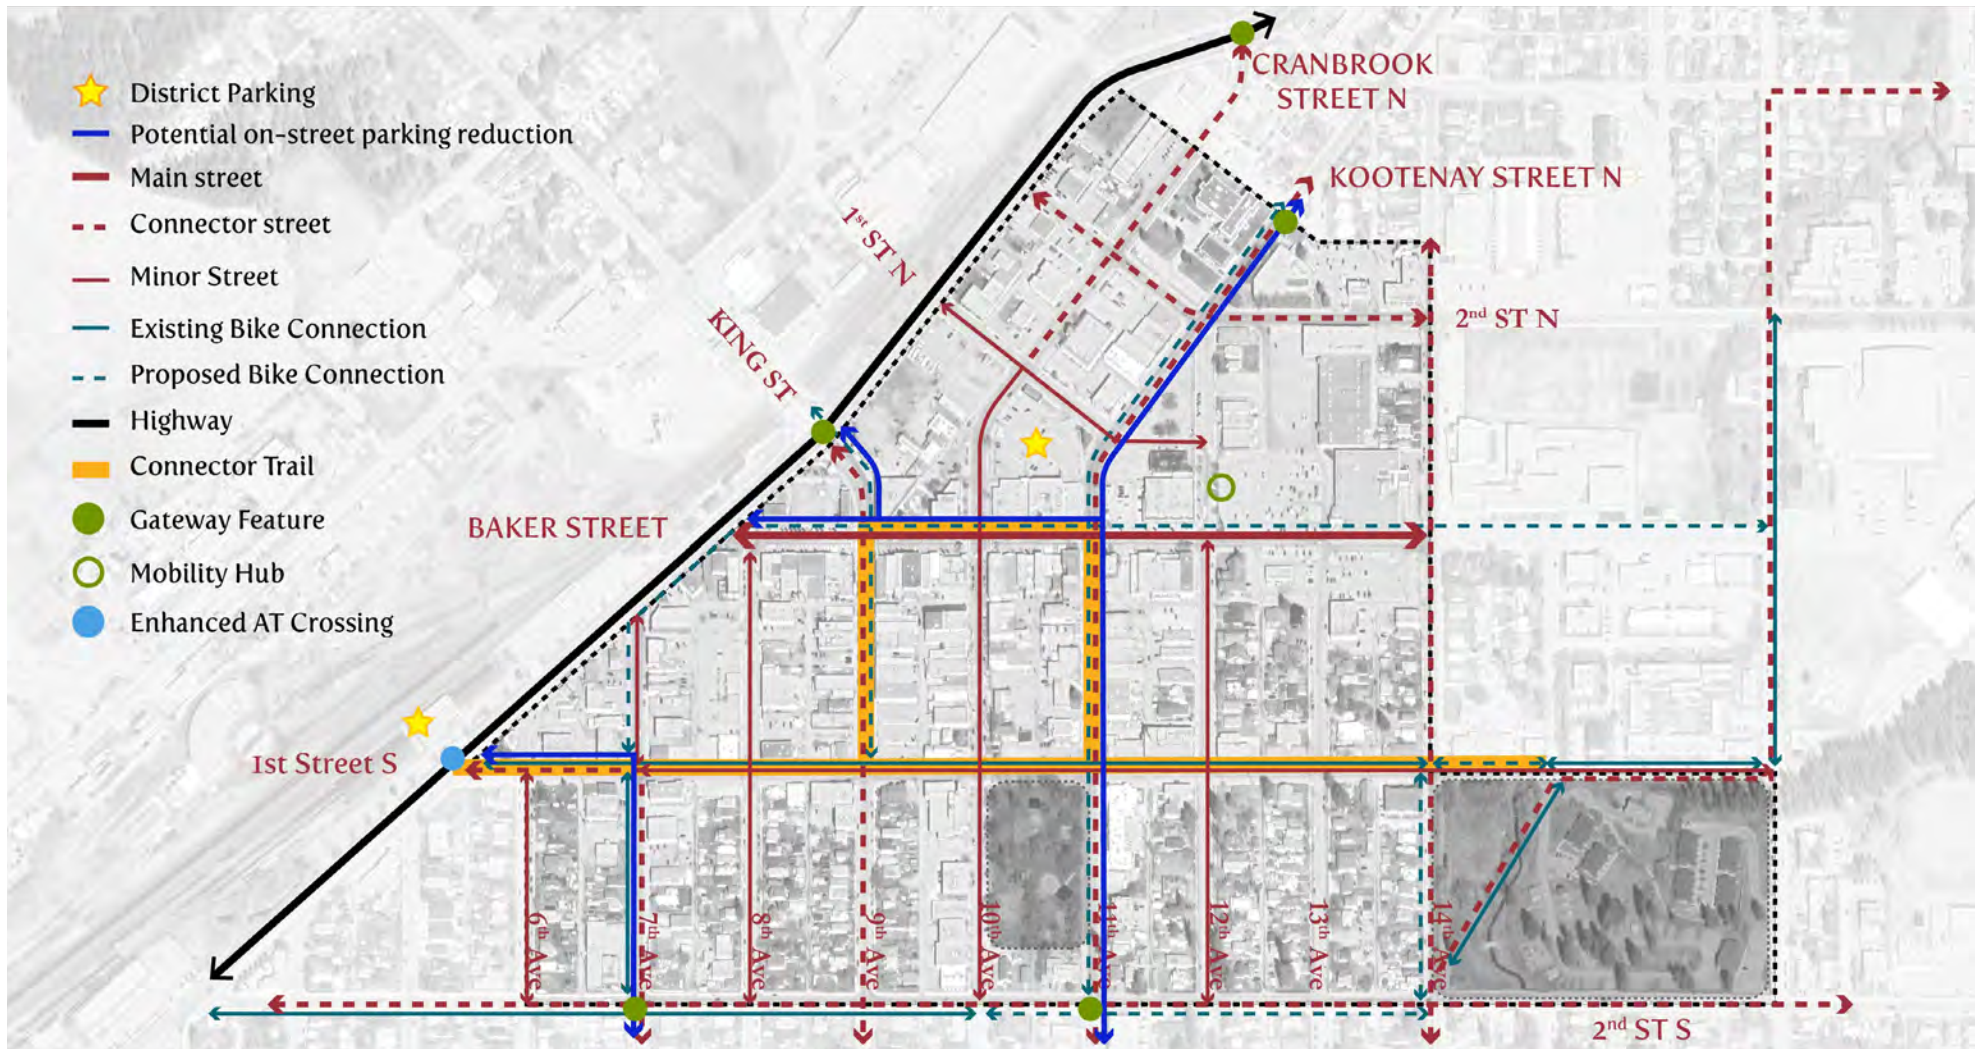 District Parking
Potential on-street parking reduction
Main street
Connector street
Minor Street
Existing Bike Connection
Proposed Bike Connection
Highway
Connector Trail
Gateway Feature
Mobility Hub
Enhanced AT Crossing
CRANBROOK
STREET N
KOOTENAY STREET N
1st ST N
KING ST
2nd ST N
BAKER STREET
1st Street S
6th Ave
7th Ave
8th Ave
9th Ave
10th Ave
11th Ave
12th Ave
13th Ave
14th Ave
2nd ST S